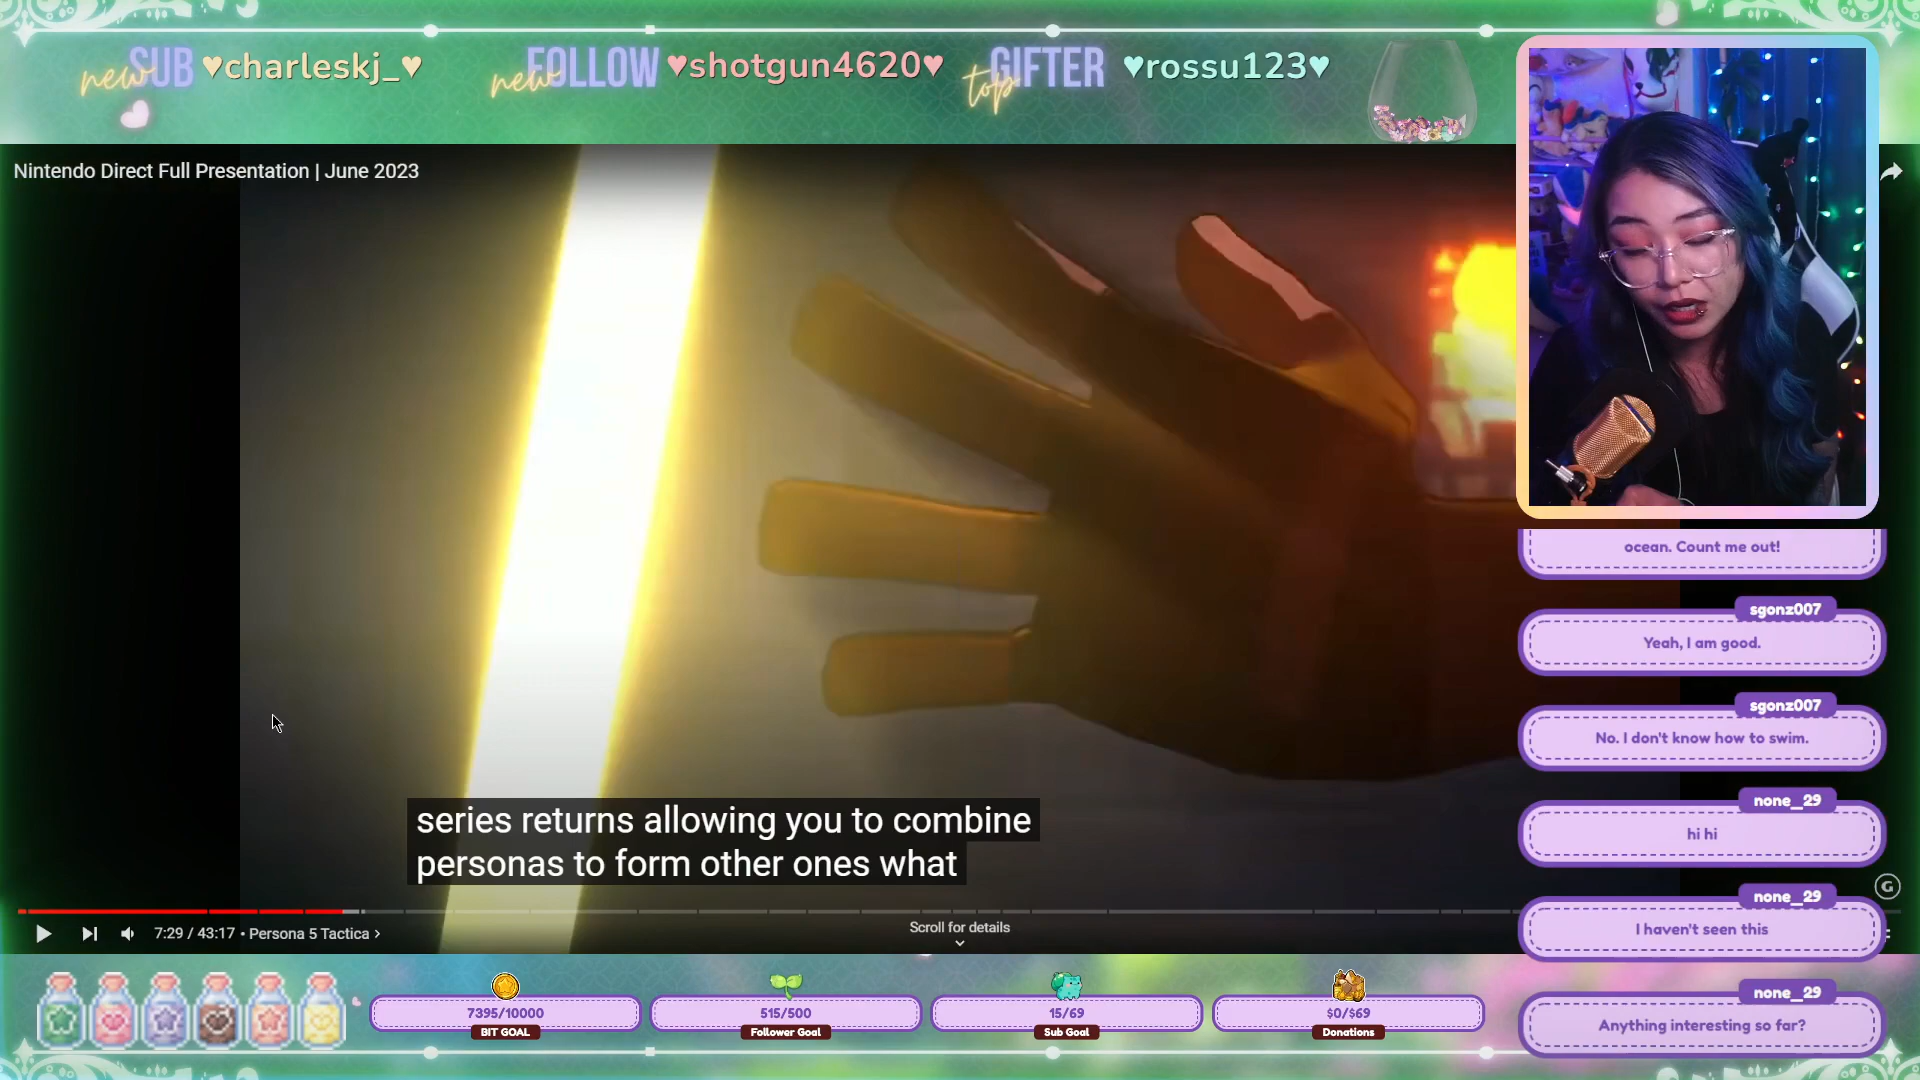 new SUB ♥charleskj_♥
new FOLLOW ♥shotgun4620♥
top GIFTER ♥rossu123♥
Nintendo Direct Full Presentation | June 2023
ocean. Count me out!
sgonz007
Yeah, I am good.
sgonz007
No. I don't know how to swim.
none_29
hi hi
none_29
I haven't seen this
none_29
Anything interesting so far?
series returns allowing you to combine
personas to form other ones what
G
7:29 / 43:17 • Persona 5 Tactica >
Scroll for details
7395/10000
BIT GOAL
515/500
Follower Goal
15/69
Sub Goal
$0/$69
Donations